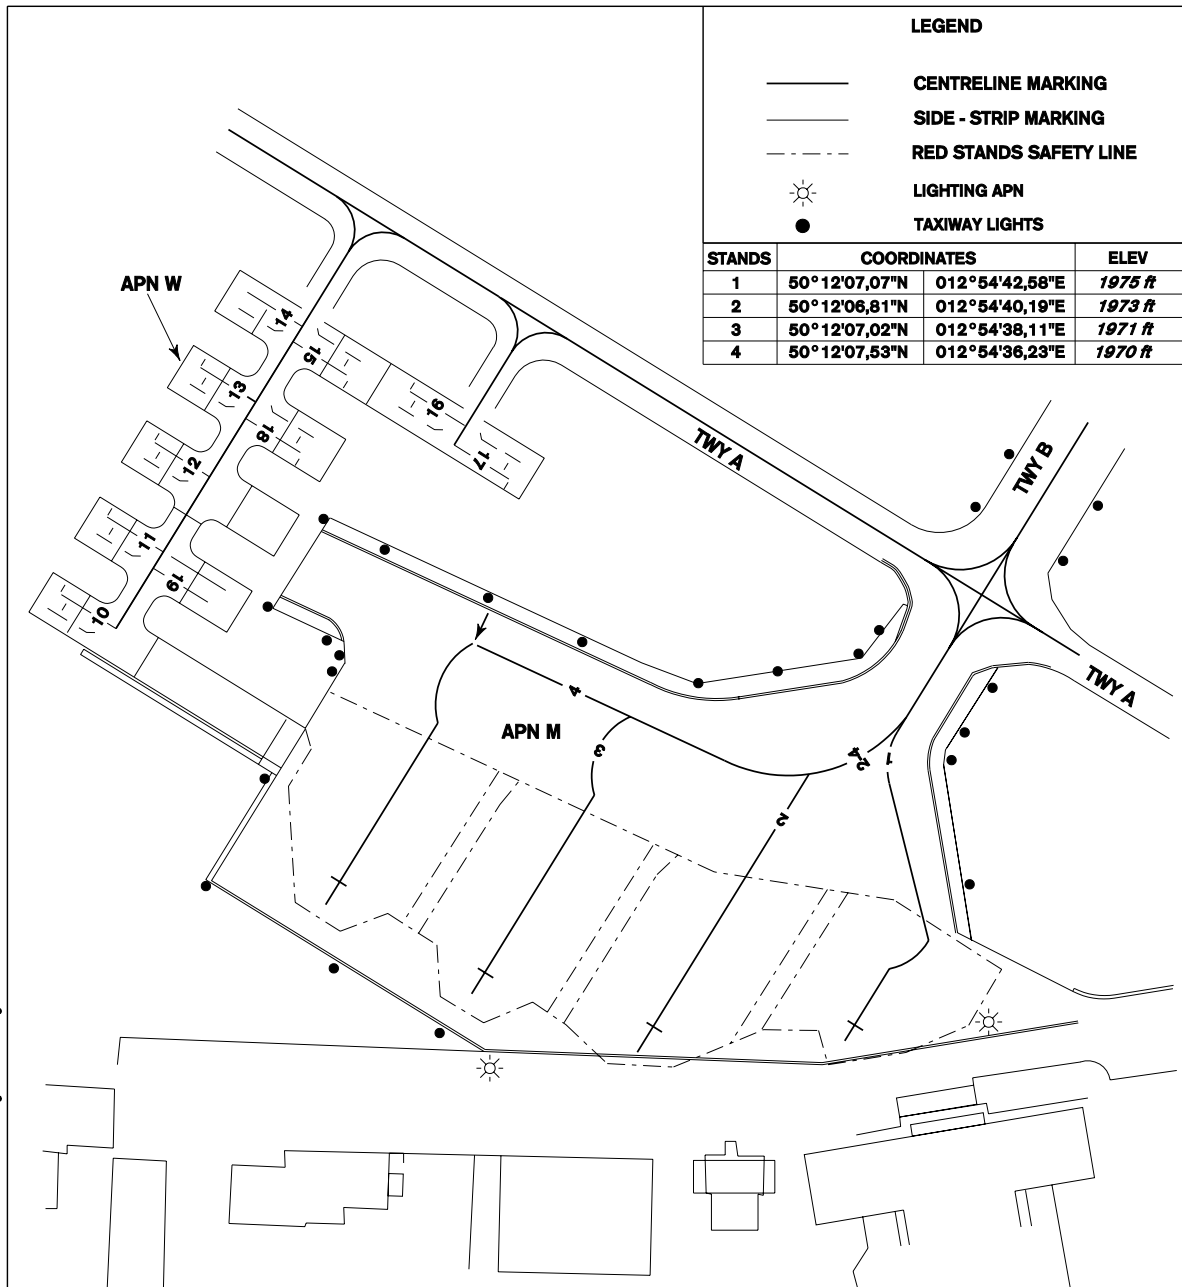 LEGEND
CENTRELINE MARKING
SIDE - STRIP MARKING
RED STANDS SAFETY LINE
LIGHTING APN
TAXIWAY LIGHTS
STANDS COORDINATES ELEV
1 50°12'07,07"N 012°54'42,58"E 1975 ft
2 50°12'06,81"N 012°54'40,19"E 1973 ft
3 50°12'07,02"N 012°54'38,11"E 1971 ft
4 50°12'07,53"N 012°54'36,23"E 1970 ft
APN W
14
15
13
16
18
17
12
11
19
10
TWY A
TWY B
TWY A
4
APN M
3
2-4
1
2